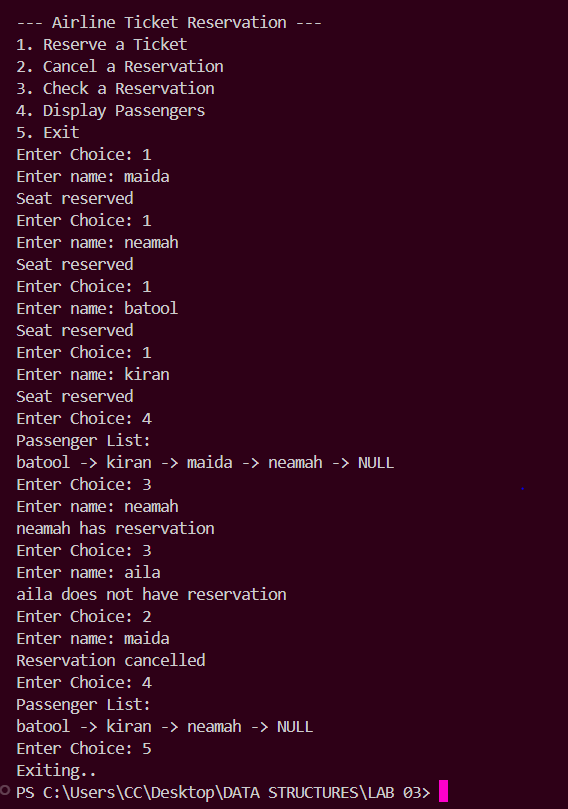 --- Airline Ticket Reservation ---
1. Reserve a Ticket
2. Cancel a Reservation
3. Check a Reservation
4. Display Passengers
5. Exit
Enter Choice: 1
Enter name: maida
Seat reserved
Enter Choice: 1
Enter name: neamah
Seat reserved
Enter Choice: 1
Enter name: batool
Seat reserved
Enter Choice: 1
Enter name: kiran
Seat reserved
Enter Choice: 4
Passenger List:
batool -> kiran -> maida -> neamah -> NULL
Enter Choice: 3
Enter name: neamah
neamah has reservation
Enter Choice: 3
Enter name: aila
aila does not have reservation
Enter Choice: 2
Enter name: maida
Reservation cancelled
Enter Choice: 4
Passenger List:
batool -> kiran -> neamah -> NULL
Enter Choice: 5
Exiting..
PS C:\Users\CC\Desktop\DATA STRUCTURES\LAB 03>